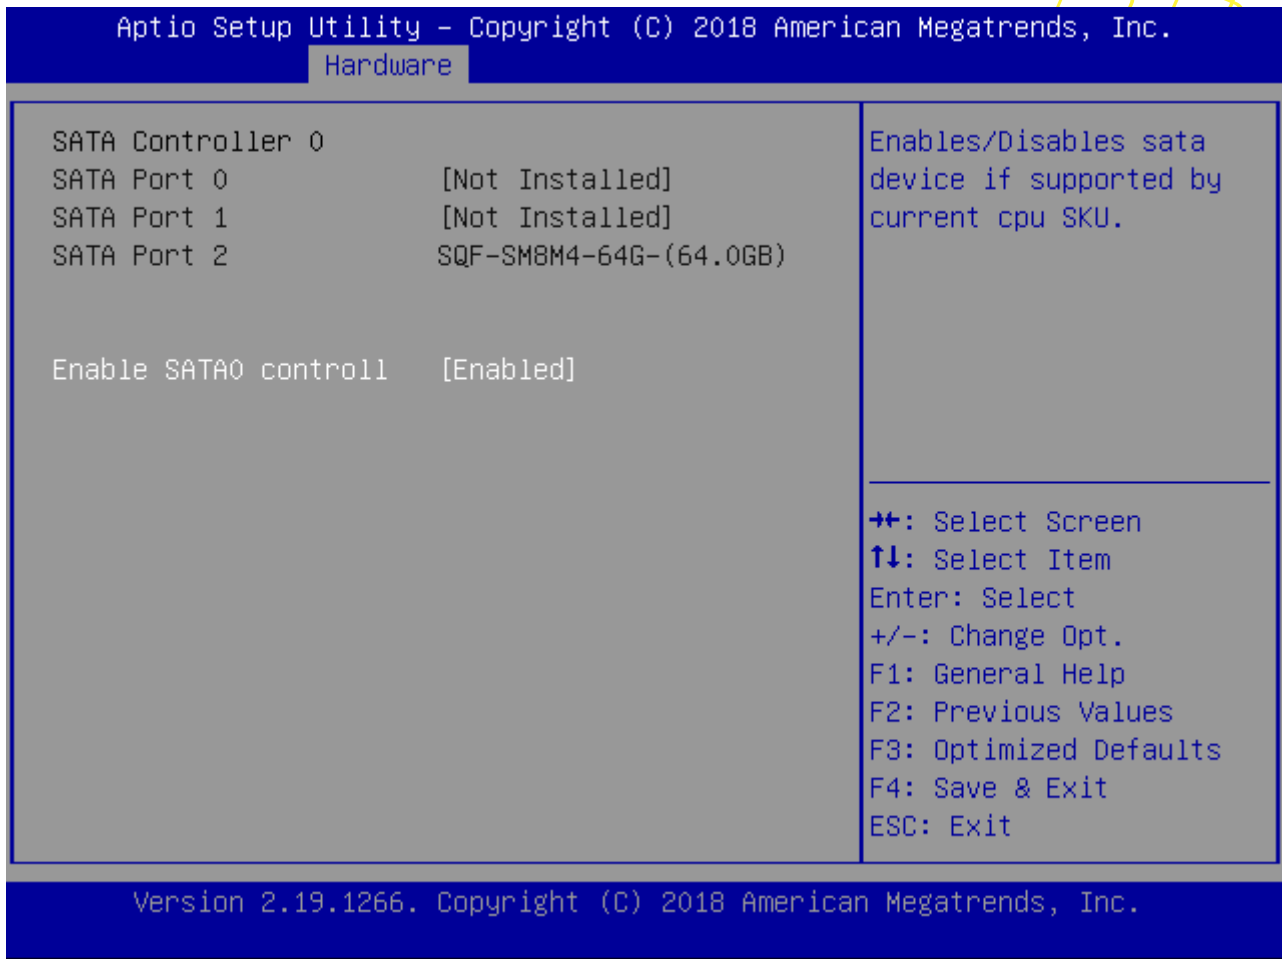 Aptio Setup Utility – Copyright (C) 2018 American Megatrends, Inc.
Hardware
SATA Controller 0
SATA Port 0 [Not Installed]
SATA Port 1 [Not Installed]
SATA Port 2 SQF-SM8M4-64G-(64.0GB)
Enable SATA0 controll [Enabled]
Enables/Disables sata
device if supported by
current cpu SKU.
→←: Select Screen
↑↓: Select Item
Enter: Select
+/-: Change Opt.
F1: General Help
F2: Previous Values
F3: Optimized Defaults
F4: Save & Exit
ESC: Exit
Version 2.19.1266. Copyright (C) 2018 American Megatrends, Inc.